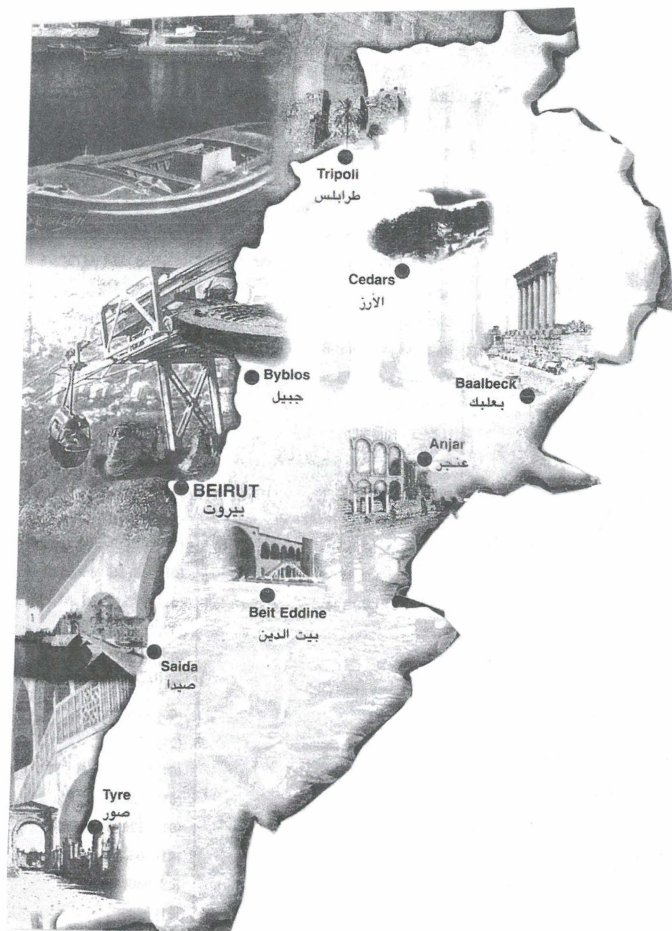 Tripoli
طرابلس
Cedars
الأرز
Byblos
جبيل
Baalbeck
بعلبك
Anjar
عنجر
BEIRUT
بيروت
Beit Eddine
بيت الدين
Saida
صيدا
Tyre
صور